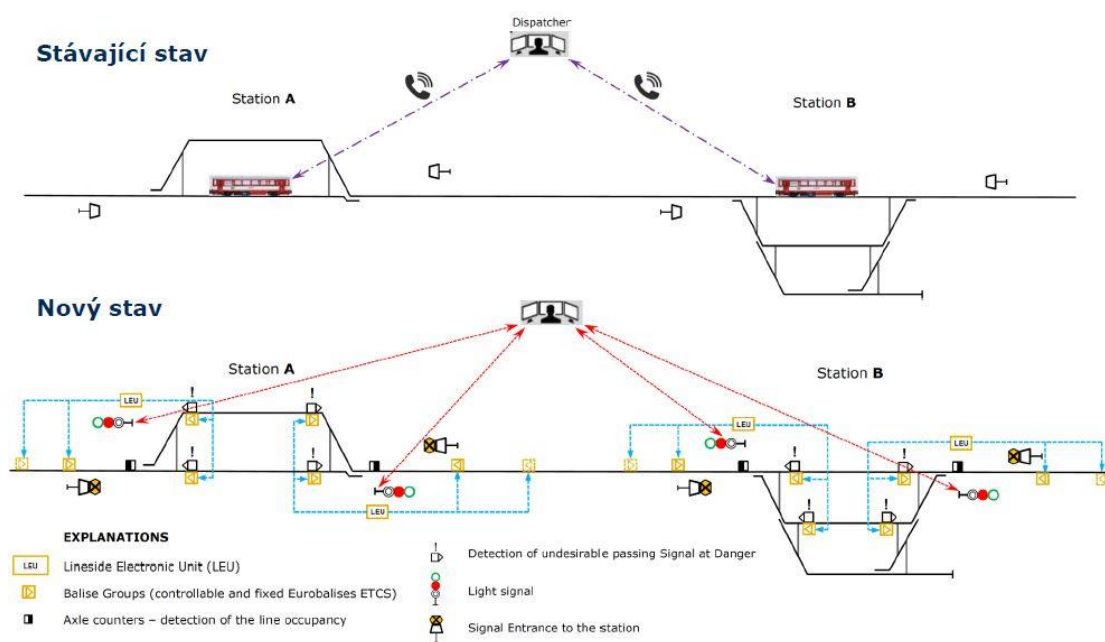 Dispatcher
Stávající stav
Station A
Station B
Nový stav
Station A
Station B
!
!
!
!
!
!
!
!
LEU
LEU
LEU
LEU
EXPLANATIONS
LEU Lineside Electronic Unit (LEU)
Balise Groups (controllable and fixed Eurobalises ETCS)
Axle counters – detection of the line occupancy
! Detection of undesirable passing Signal at Danger
Light signal
Signal Entrance to the station